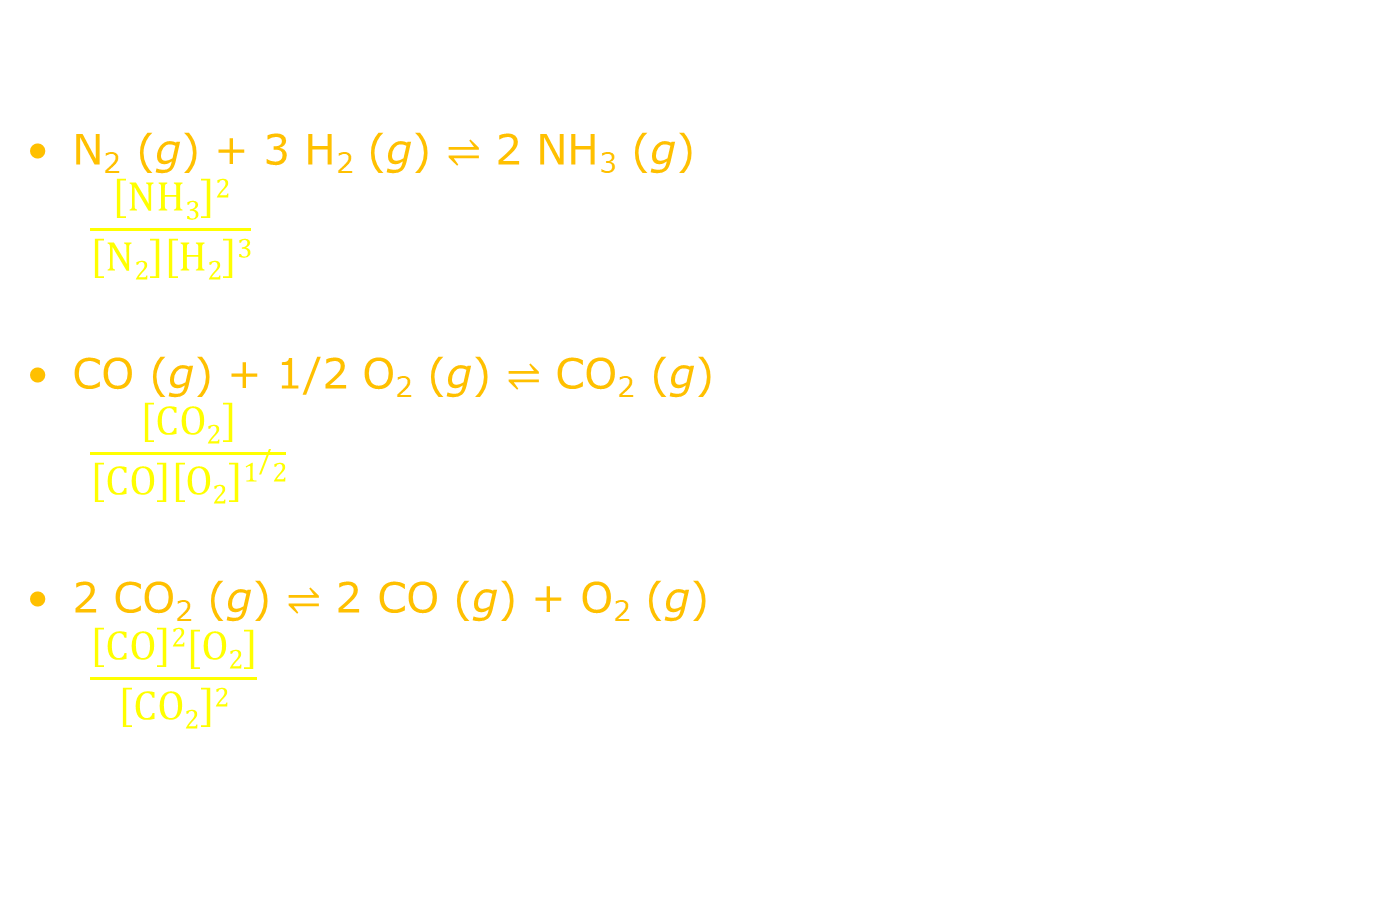 • N₂ (g) + 3 H₂ (g) ⇌ 2 NH₃ (g)
[NH₃]²
[N₂][H₂]³
• CO (g) + 1/2 O₂ (g) ⇌ CO₂ (g)
[CO₂]
[CO][O₂]^1/2
• 2 CO₂ (g) ⇌ 2 CO (g) + O₂ (g)
[CO]²[O₂]
[CO₂]²